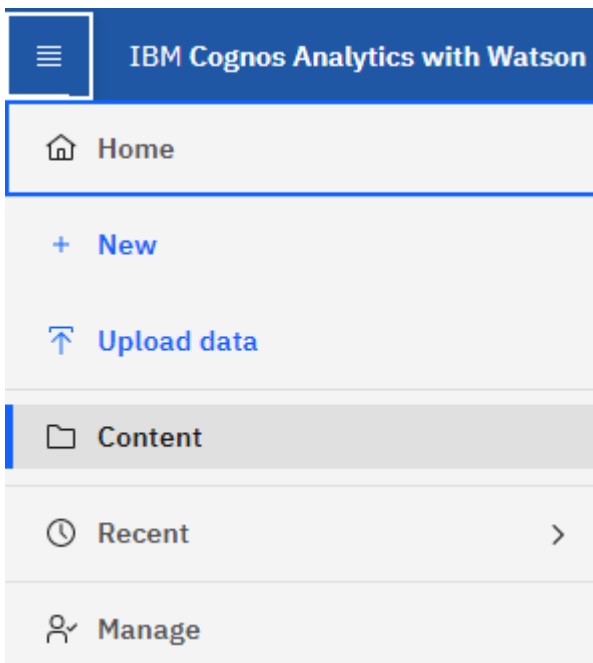 IBM Cognos Analytics with Watson
Home
New
Upload data
Content
Recent
Manage